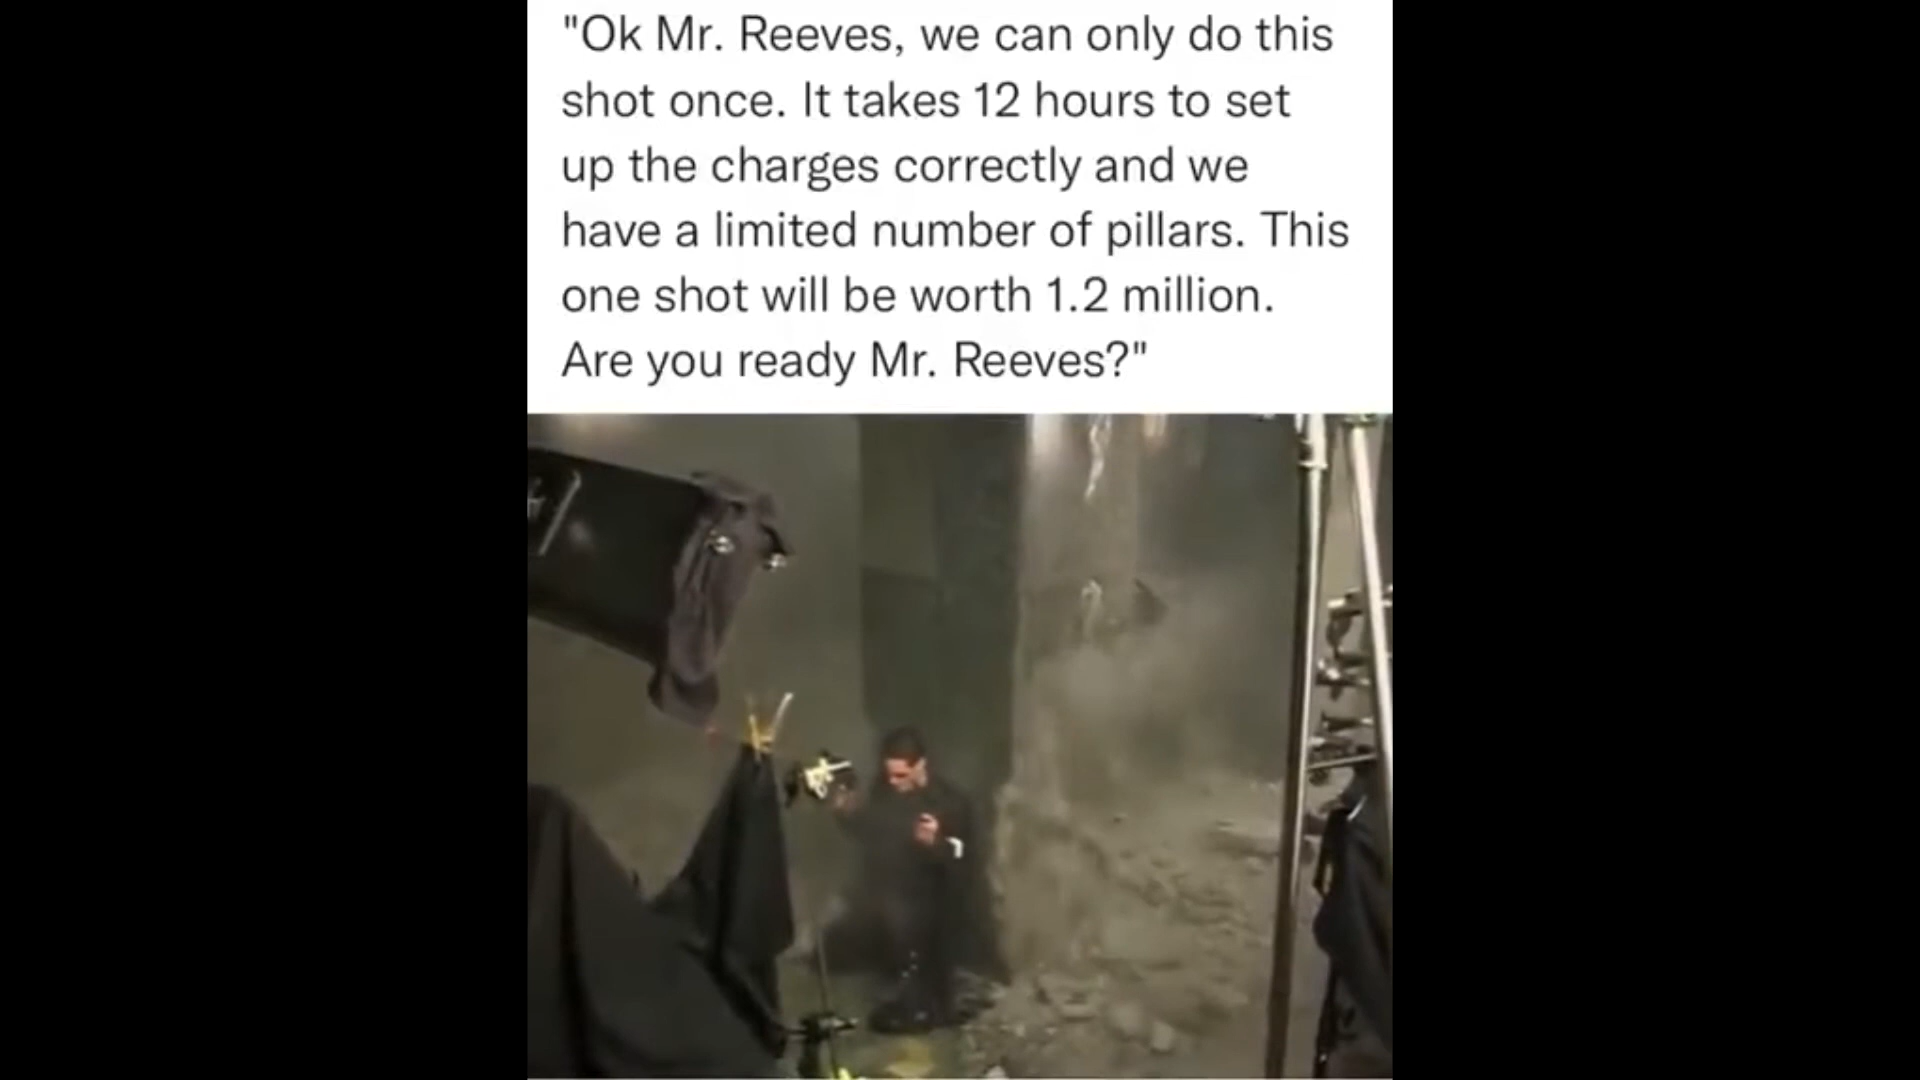 "Ok Mr. Reeves, we can only do this
shot once. It takes 12 hours to set
up the charges correctly and we
have a limited number of pillars. This
one shot will be worth 1.2 million.
Are you ready Mr. Reeves?"